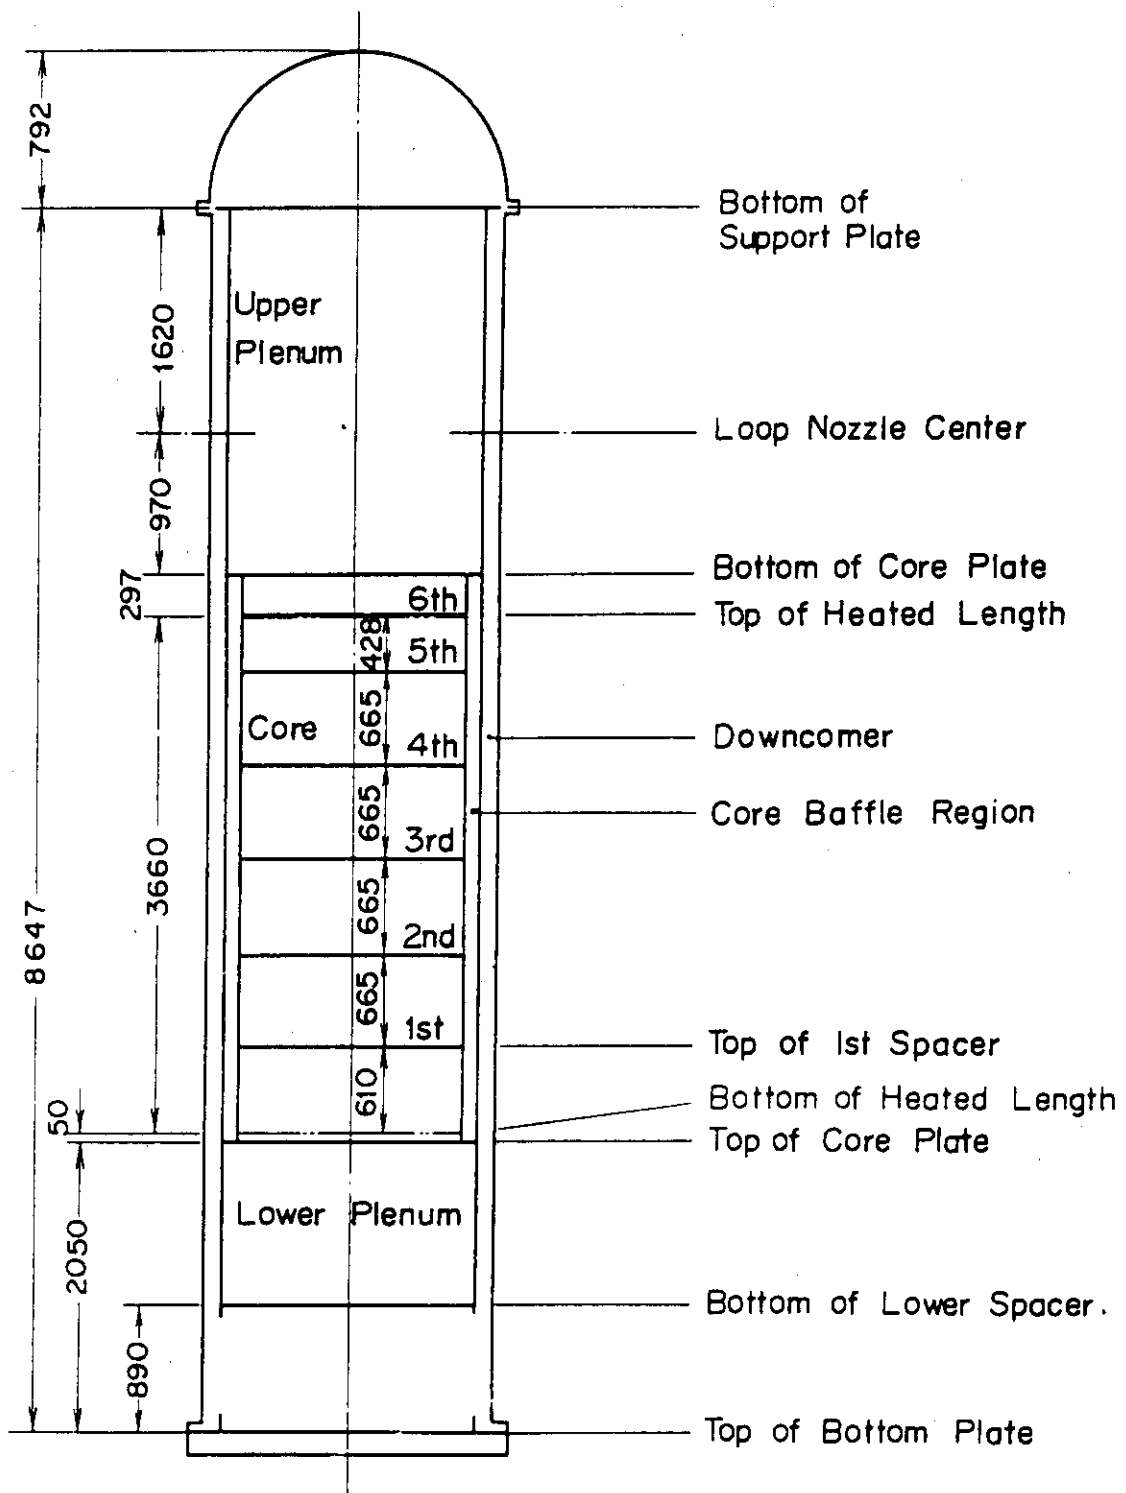 792
Bottom of
Support Plate
Upper
Plenum
1620
Loop Nozzle Center
970
Bottom of Core Plate
297
6th
Top of Heated Length
428
5th
Core
665
4th
Downcomer
665
3rd
Core Baffle Region
3660
8647
665
2nd
665
1st
Top of 1st Spacer
610
50
Bottom of Heated Length
Top of Core Plate
Lower Plenum
2050
Bottom of Lower Spacer.
890
Top of Bottom Plate